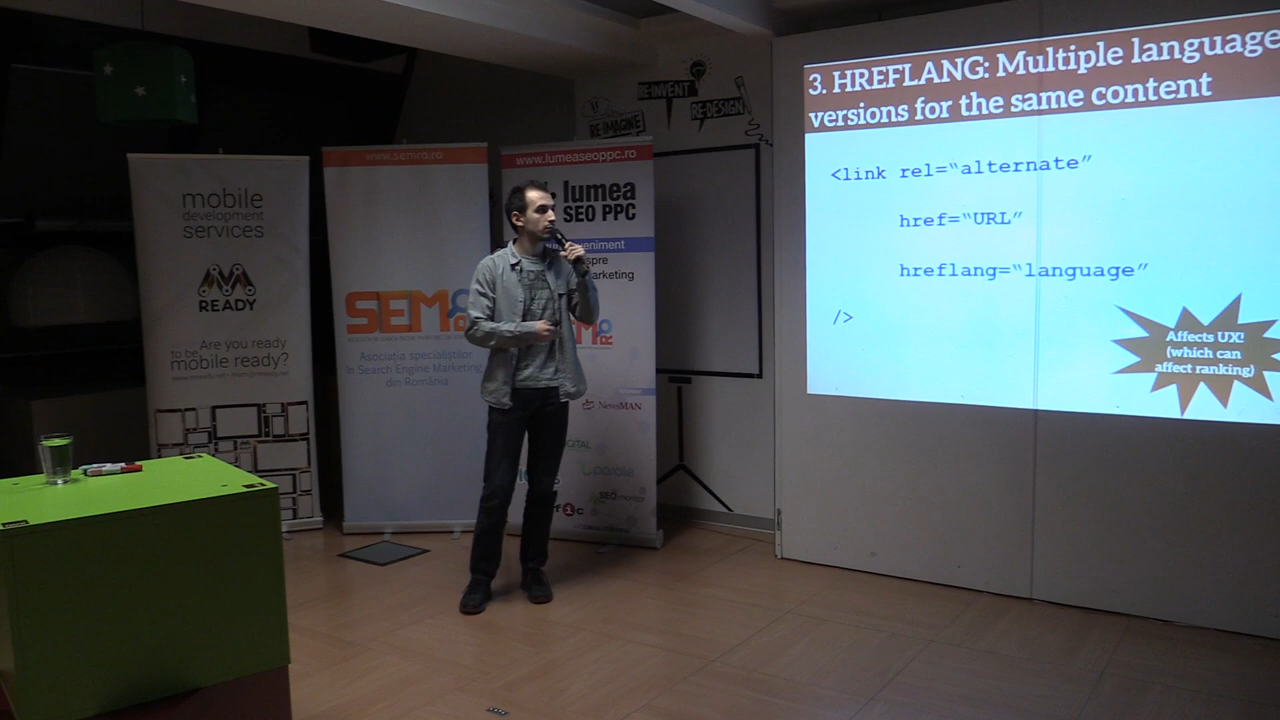 RE-INVENT
RE-DESIGN
RE-IMAGINE
3. HREFLANG: Multiple language
versions for the same content
<link rel="alternate"
href="URL"
hreflang="language"
/>
Affects UX!
(which can
affect ranking)
mobile
development
services
READY
Are you ready
to be
mobile ready?
www.semro.ro
SEM
RO
Asociația specialiștilor
în Search Engine Marketing
din România
www.lumeaseoppc.ro
lumea
SEO PPC
NewsMAN